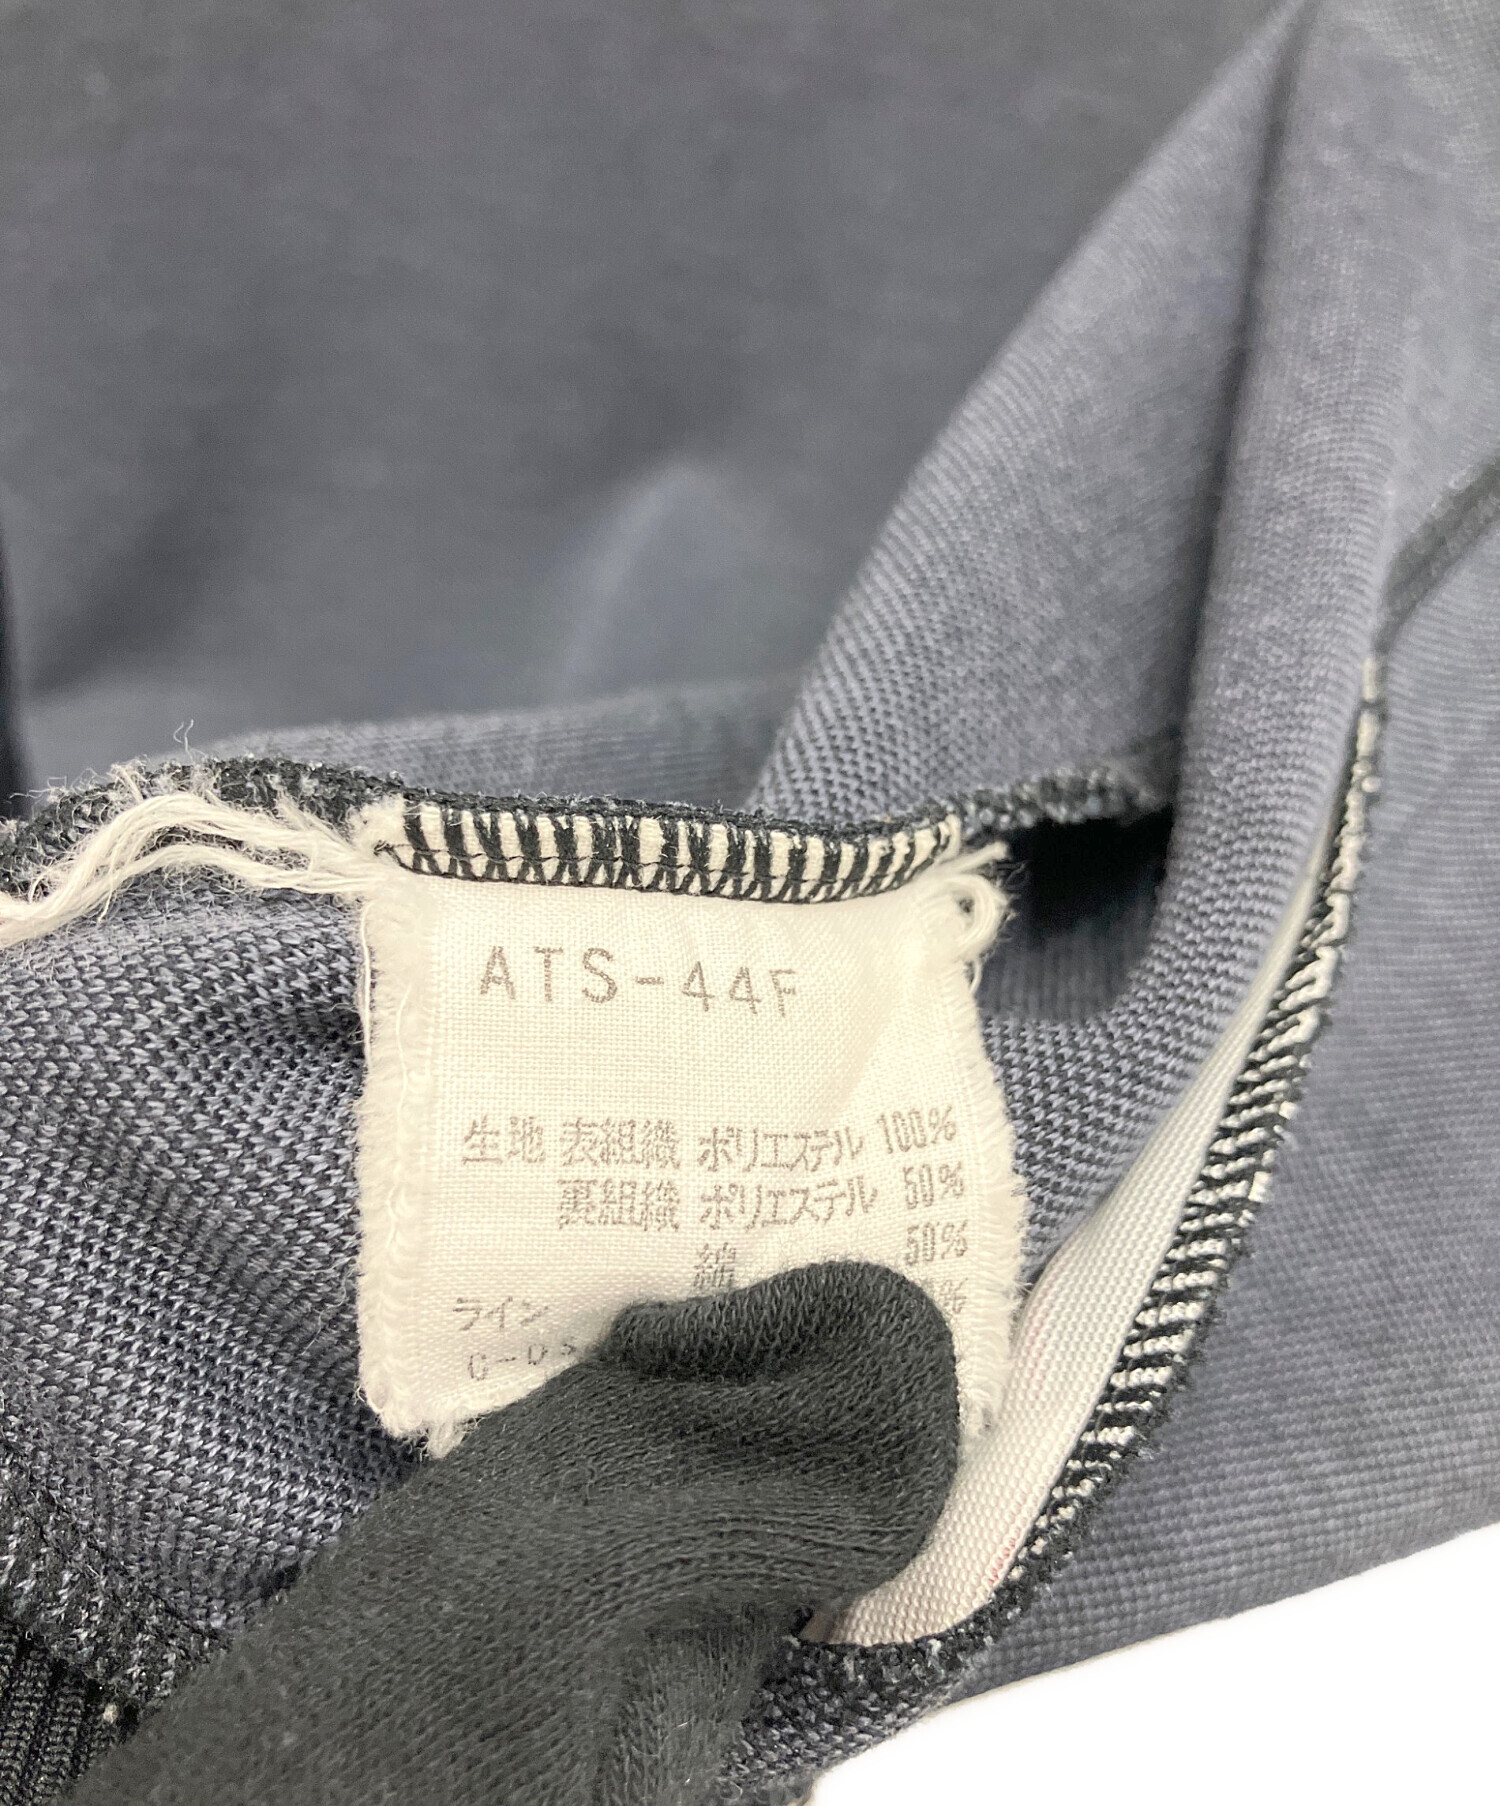 ATS-44F
生地 表組織 ポリエステル 100%
裏組織 ポリエステル 50%
綿 50%
ライン %